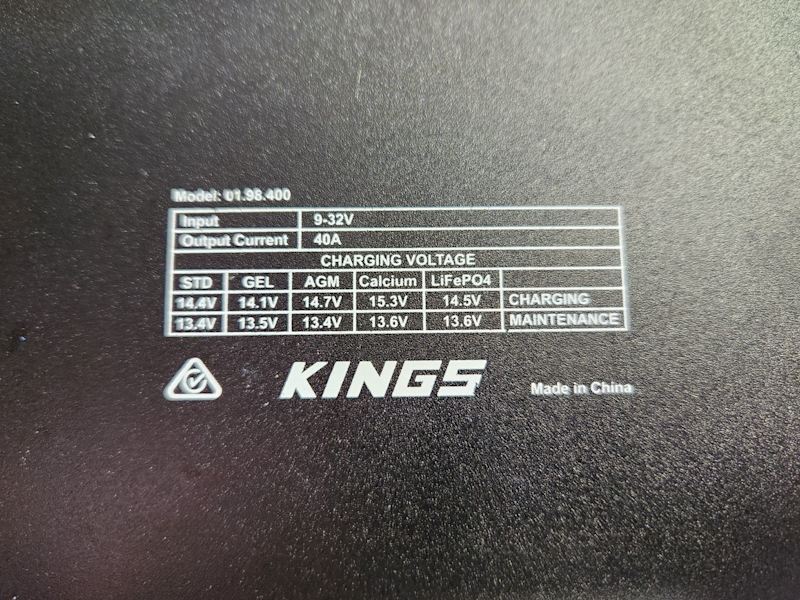 Model: 01.98.400
Input 9-32V
Output Current 40A
CHARGING VOLTAGE
STD GEL AGM Calcium LiFePO4
14.4V 14.1V 14.7V 15.3V 14.5V CHARGING
13.4V 13.5V 13.4V 13.6V 13.6V MAINTENANCE
KINGS
Made in China